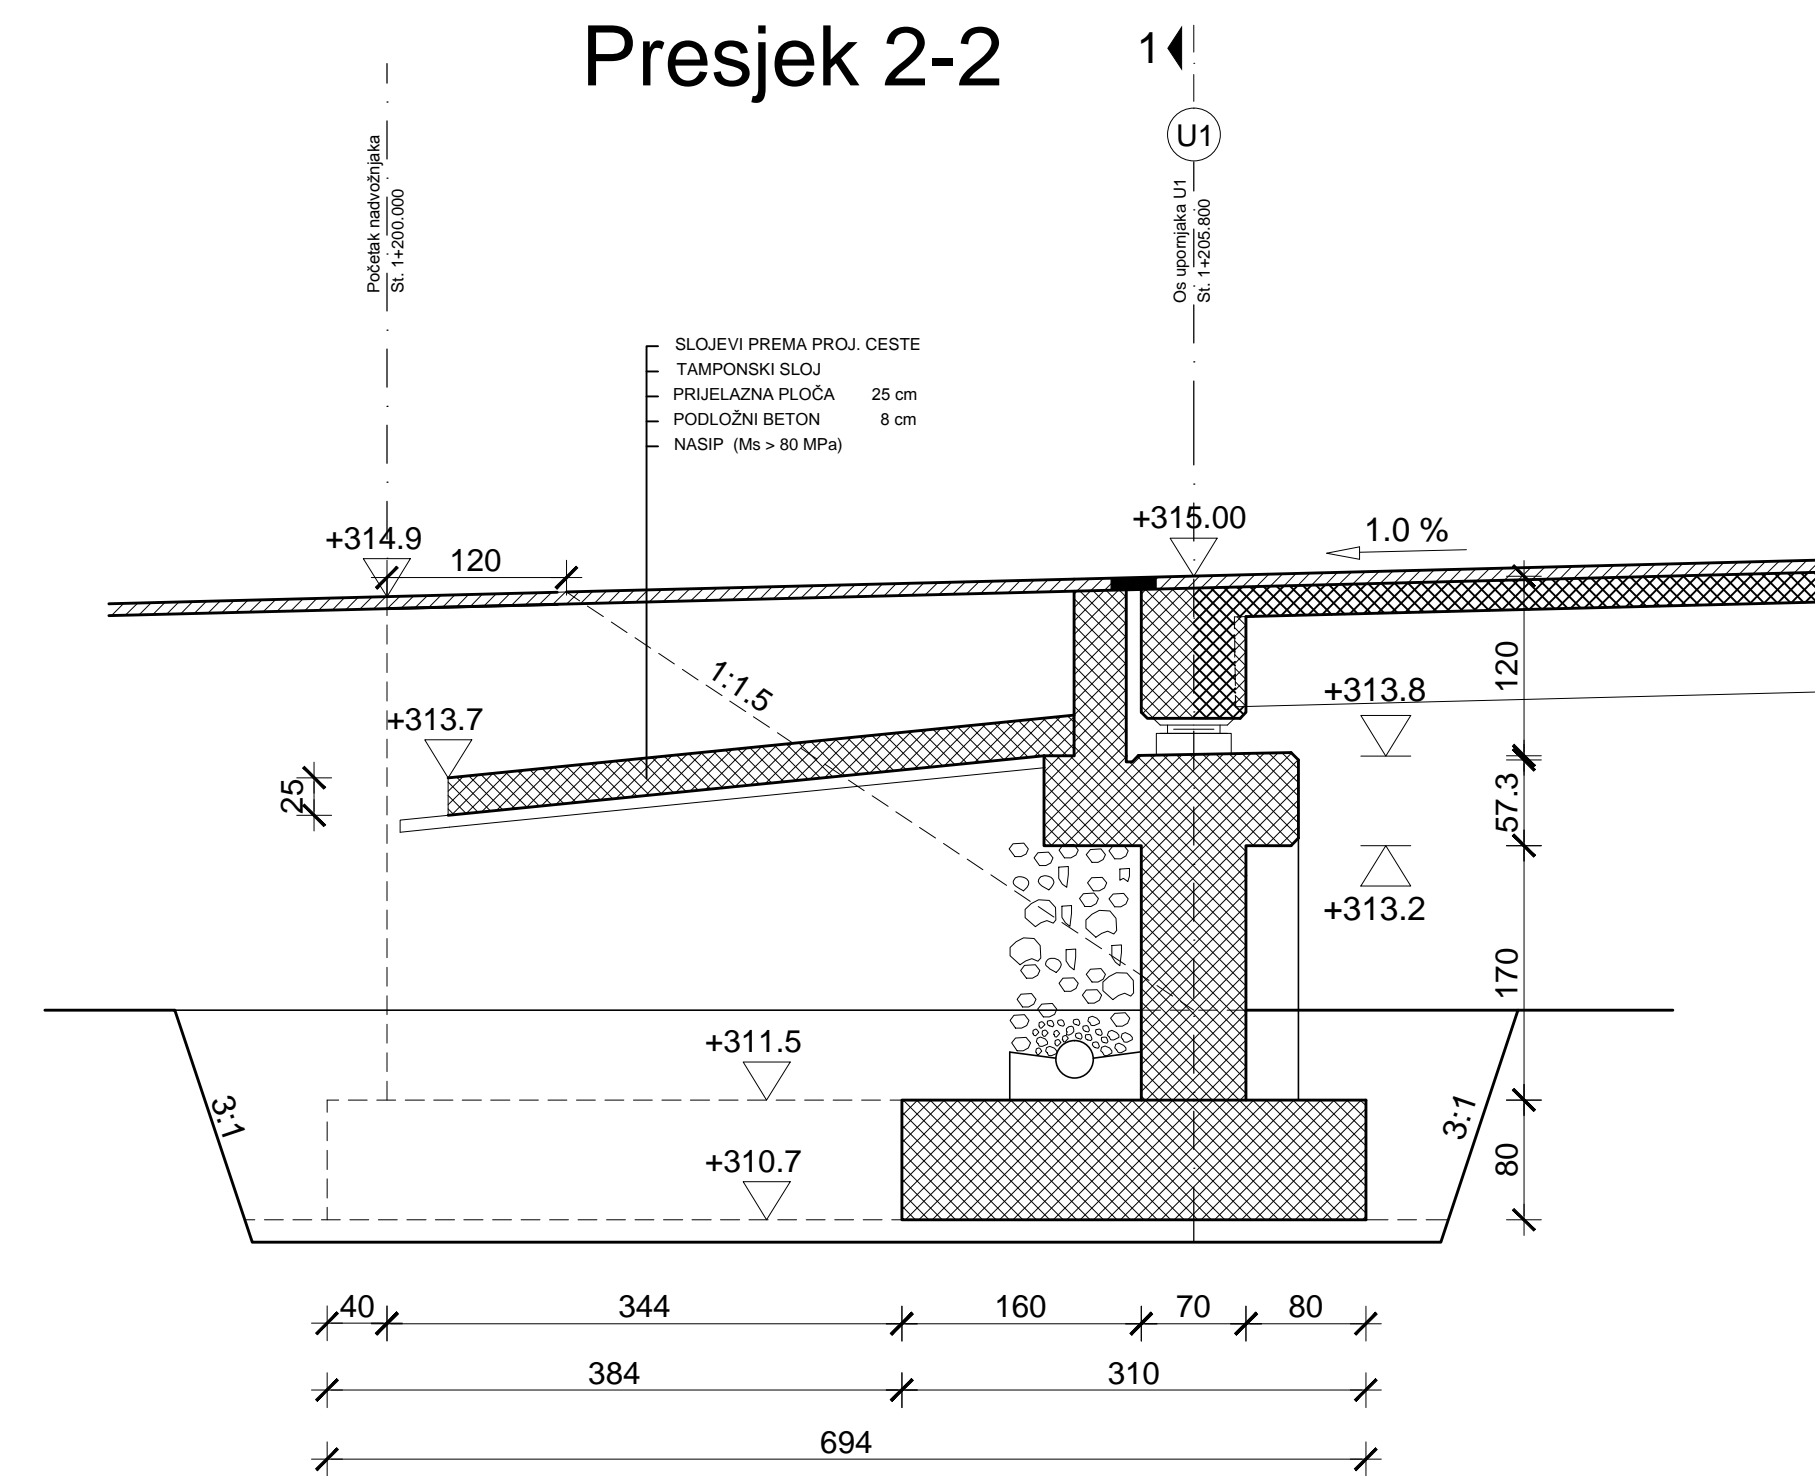 Presjek 2-2
1
U1
Početak nadvožnjaka
St. 1+200.000
Os upornjaka U1
St. 1+205.800
SLOJEVI PREMA PROJ. CESTE
TAMPONSKI SLOJ
PRIJELAZNA PLOČA 25 cm
PODLOŽNI BETON 8 cm
NASIP (Ms > 80 MPa)
+314.9
120
+315.00
1.0 %
1:1.5
+313.7
25
+313.8
120
57.3
+313.2
170
+311.5
3:1
3:1
+310.7
80
40
344
160
70
80
384
310
694